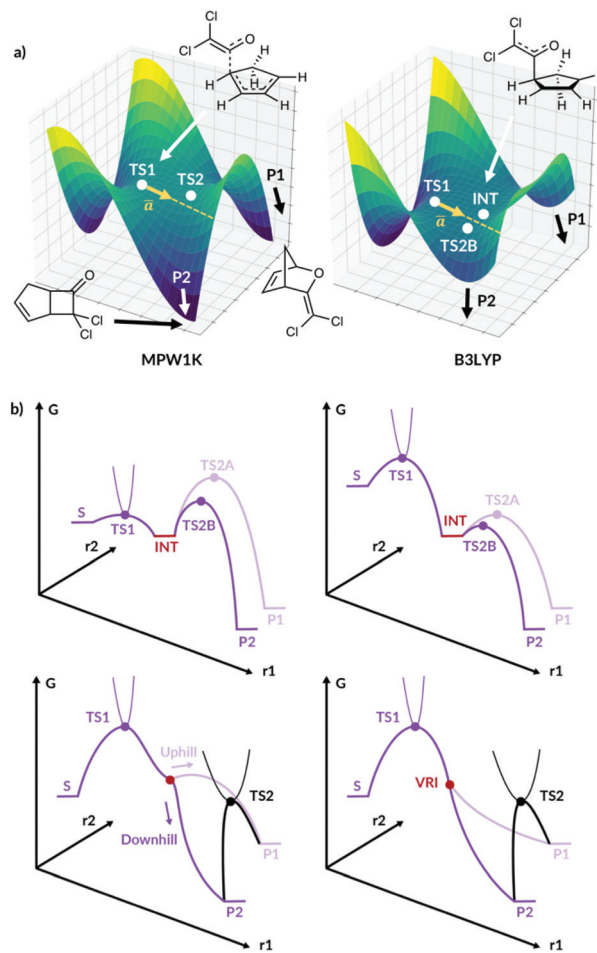 a)
Cl
Cl
O
H
H
H
H
H
H
TS1
TS2
a
P1
P2
O
Cl
Cl
O
Cl
Cl
MPW1K
Cl
Cl
O
H
H
H
H
H
TS1
INT
a
TS2B
P1
P2
B3LYP
b)
G
S
TS1
INT
TS2A
TS2B
r2
P1
P2
r1
G
S
TS1
INT
TS2A
TS2B
r2
P1
P2
r1
G
TS1
Uphill
S
TS2
r2
Downhill
P1
P2
r1
G
TS1
VRI
S
TS2
r2
P1
P2
r1